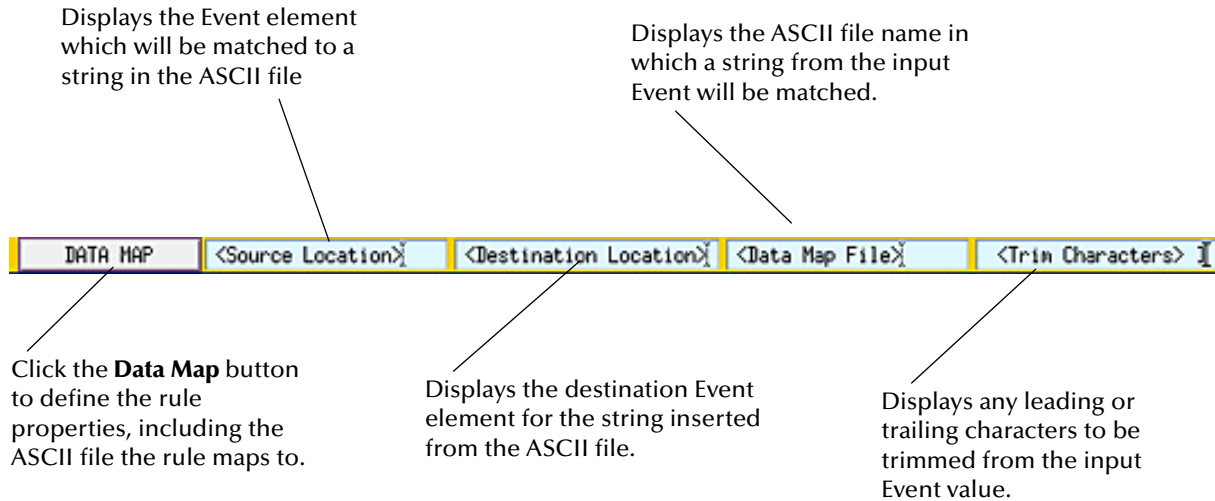 Displays the Event element
which will be matched to a
string in the ASCII file
Displays the ASCII file name in
which a string from the input
Event will be matched.
DATA MAP <Source Location> <Destination Location> <Data Map File> <Trim Characters>
Click the Data Map button
to define the rule
properties, including the
ASCII file the rule maps to.
Displays the destination Event
element for the string inserted
from the ASCII file.
Displays any leading or
trailing characters to be
trimmed from the input
Event value.